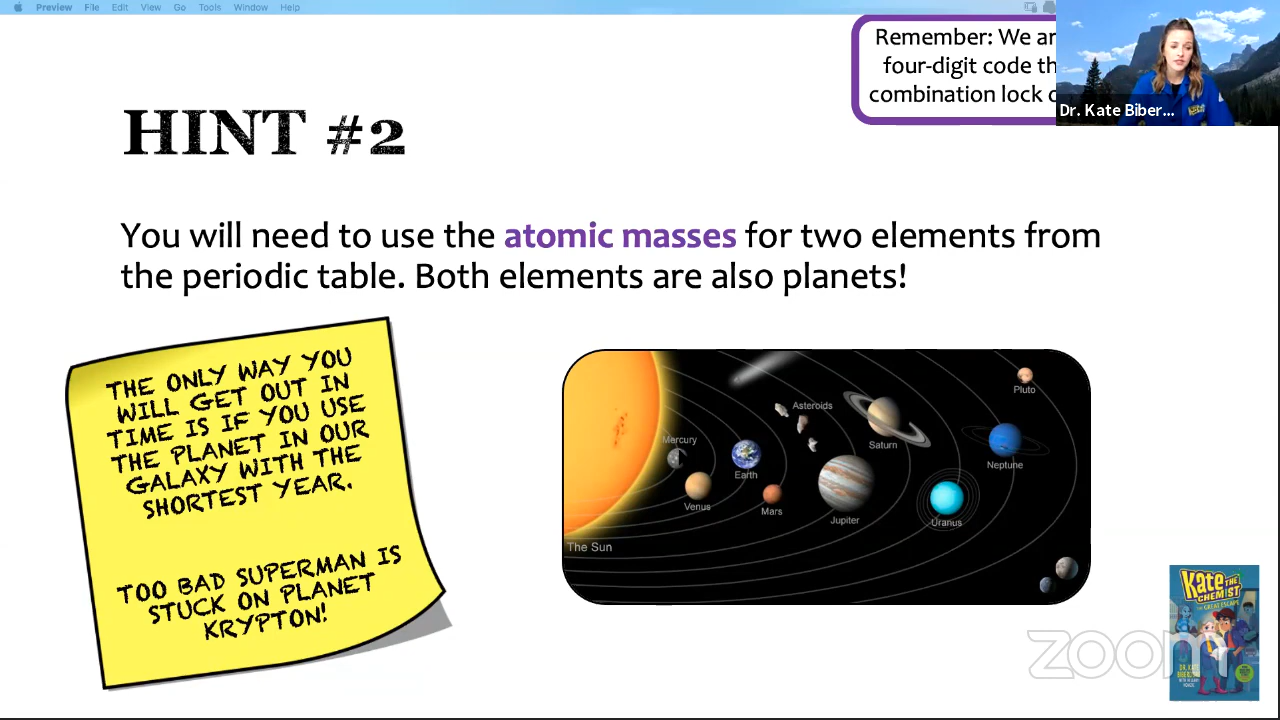 Preview File Edit View Go Tools Window Help
Remember: We ar
four-digit code th
combination lock o
Dr. Kate Biber...
HINT #2
You will need to use the atomic masses for two elements from
the periodic table. Both elements are also planets!
THE ONLY WAY YOU
WILL GET OUT IN
TIME IS IF YOU USE
THE PLANET IN OUR
GALAXY WITH THE
SHORTEST YEAR.
TOO BAD SUPERMAN IS
STUCK ON PLANET
KRYPTON!
Pluto
Asteroids
Mercury
Saturn
Neptune
Earth
Venus
Mars
Jupiter
Uranus
The Sun
Kate THE
CHEMIST
THE GREAT ESCAPE
DR. KATE
zoom